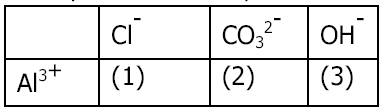 Cl⁻ CO₃²⁻ OH⁻
Al³⁺ (1) (2) (3)